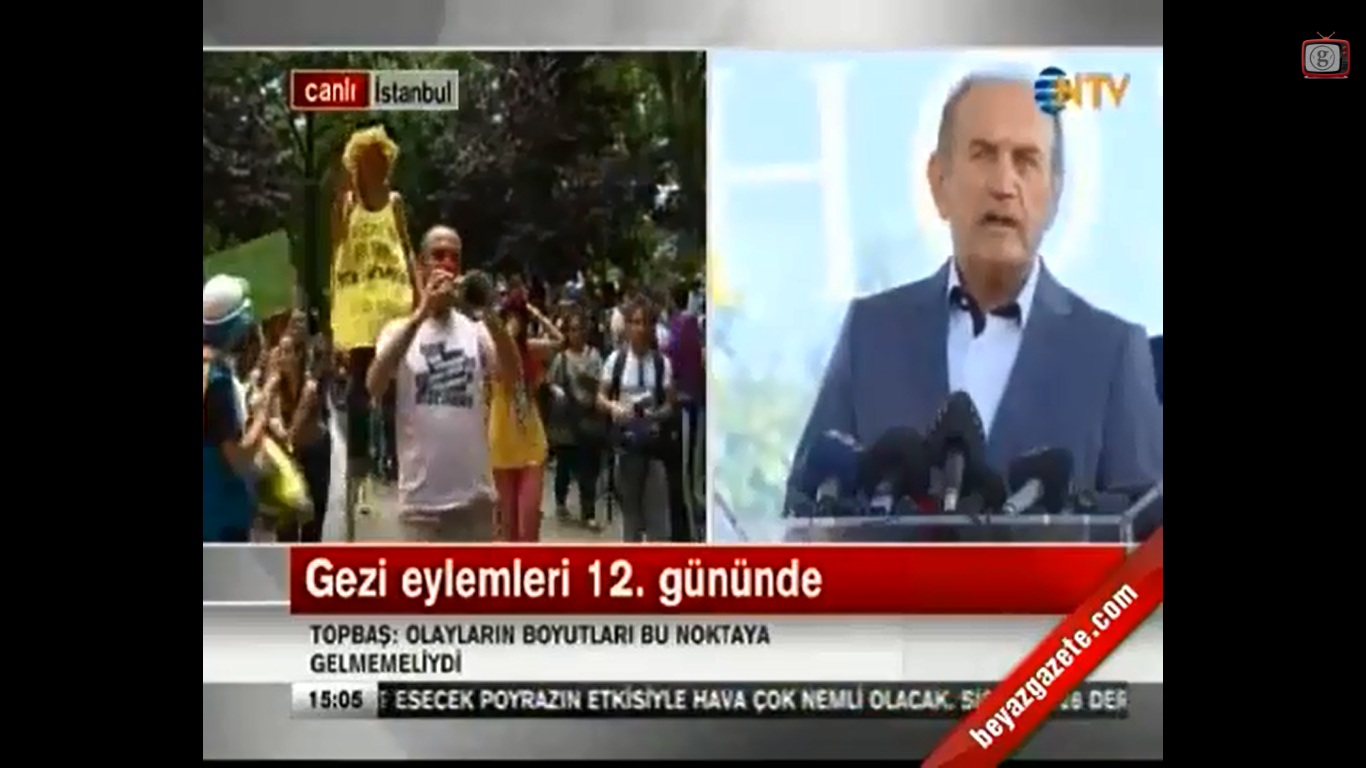 canlı İstanbul
NTV
g
H
Gezi eylemleri 12. gününde
TOPBAŞ: OLAYLARIN BOYUTLARI BU NOKTAYA
GELMEMELİYDİ
15:05 ESECEK POYRAZIN ETKİSİYLE HAVA ÇOK NEMLİ OLACAK.
beyazgazete.com